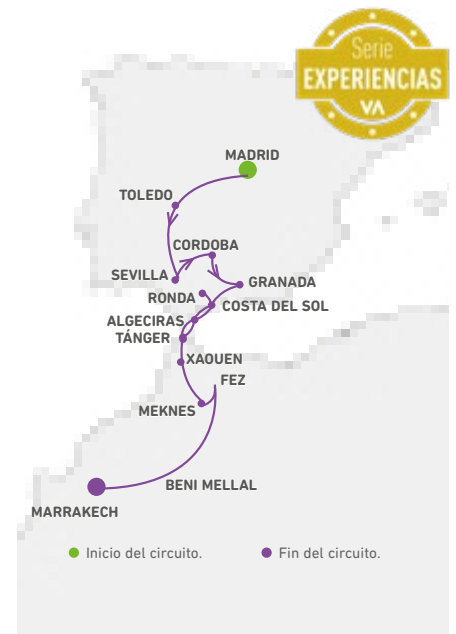 Serie
EXPERIENCIAS
VA
MADRID
TOLEDO
CORDOBA
SEVILLA
GRANADA
RONDA
COSTA DEL SOL
ALGECIRAS
TÁNGER
XAOUEN
FEZ
MEKNES
BENI MELLAL
MARRAKECH
Inicio del circuito.
Fin del circuito.